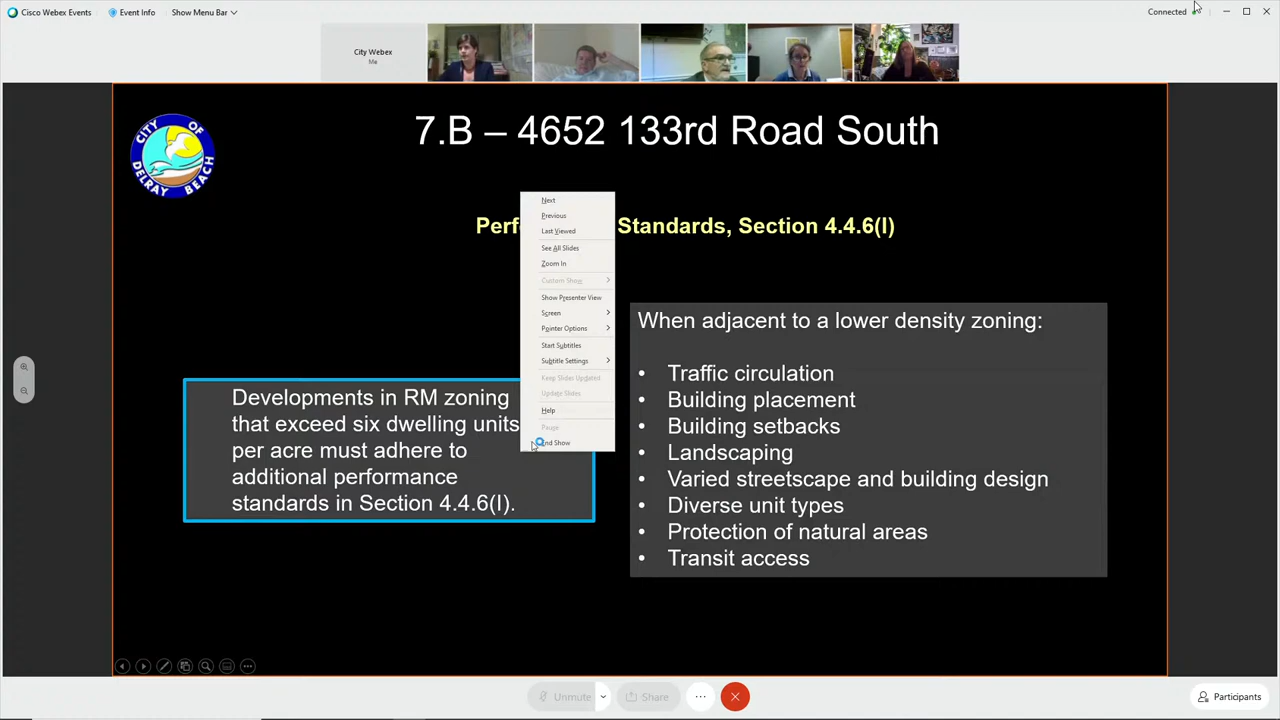 Cisco Webex Events
Event Info
Show Menu Bar
Connected
City Webex
Me
CITY OF
DELRAY BEACH
7.B – 4652 133rd Road South
Perf
Standards, Section 4.4.6(I)
Next
Previous
Last Viewed
See All Slides
Zoom In
Custom Show
Show Presenter View
Screen
Pointer Options
Start Subtitles
Subtitle Settings
Keep Slides Updated
Update Slides
Help
Pause
End Show
Developments in RM zoning
that exceed six dwelling units
per acre must adhere to
additional performance
standards in Section 4.4.6(I).
When adjacent to a lower density zoning:
• Traffic circulation
• Building placement
• Building setbacks
• Landscaping
• Varied streetscape and building design
• Diverse unit types
• Protection of natural areas
• Transit access
Unmute
Share
Participants